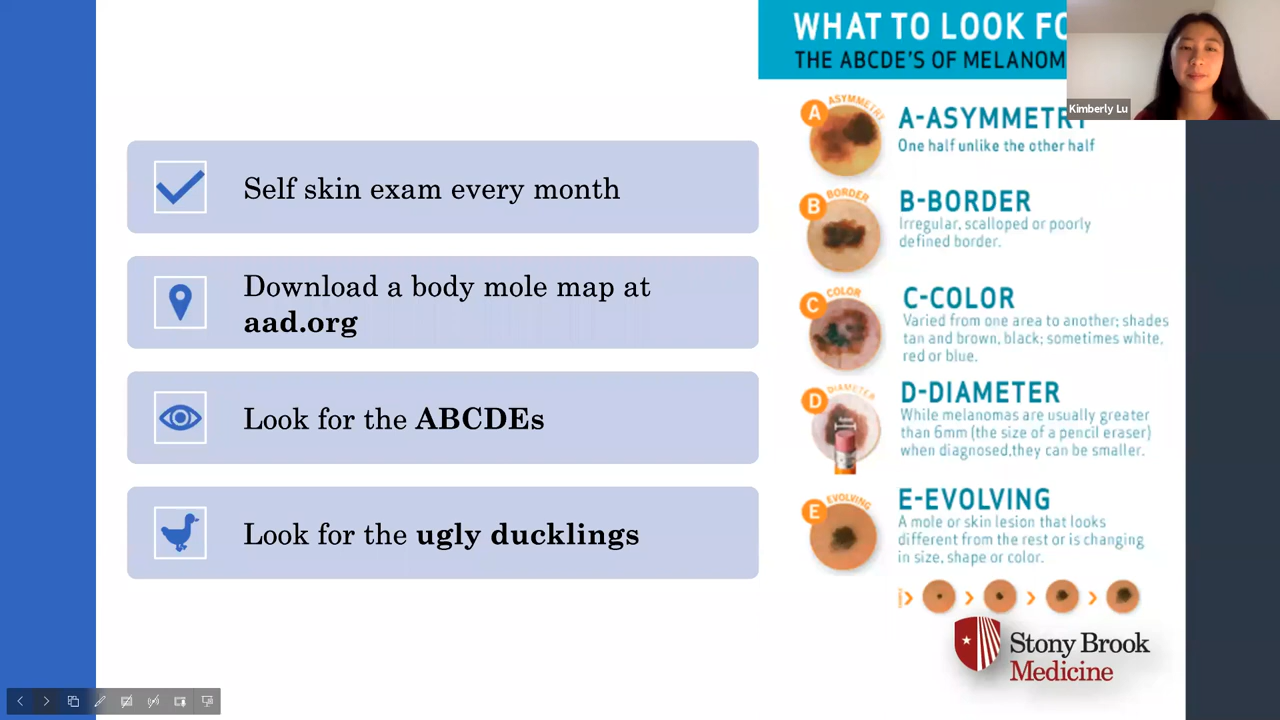 Self skin exam every month
Download a body mole map at
aad.org
Look for the ABCDEs
Look for the ugly ducklings
WHAT TO LOOK FO
THE ABCDE'S OF MELANOM
Kimberly Lu
A
ASYMMETRY
A-ASYMMETRY
One half unlike the other half
B
BORDER
B-BORDER
Irregular, scalloped or poorly
defined border.
C
COLOR
C-COLOR
Varied from one area to another; shades
tan and brown, black; sometimes white,
red or blue.
D
DIAMETER
D-DIAMETER
While melanomas are usually greater
than 6mm (the size of a pencil eraser)
when diagnosed,they can be smaller.
E
EVOLVING
E-EVOLVING
A mole or skin lesion that looks
different from the rest or is changing
in size, shape or color.
Stony Brook
Medicine